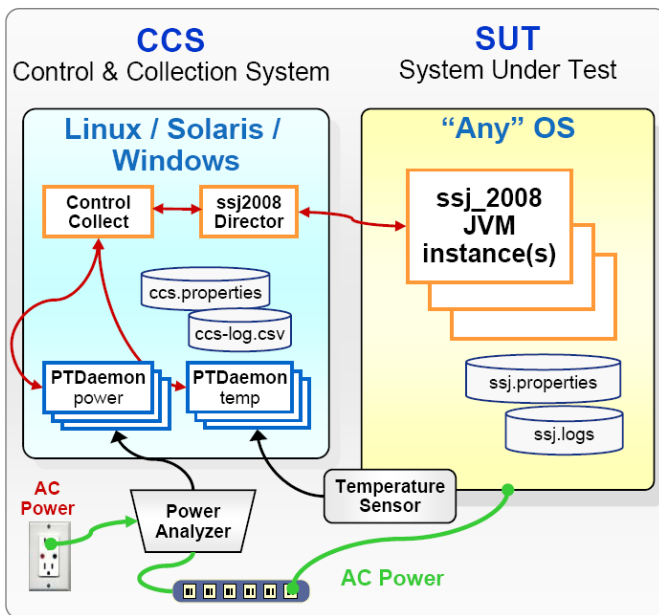 CCS
Control & Collection System
SUT
System Under Test
Linux / Solaris /
Windows
Control
Collect
ssj2008
Director
ccs.properties
ccs-log.csv
PTDaemon
power
PTDaemon
temp
“Any” OS
ssj_2008
JVM
instance(s)
ssj.properties
ssj.logs
AC
Power
Power
Analyzer
Temperature
Sensor
AC Power